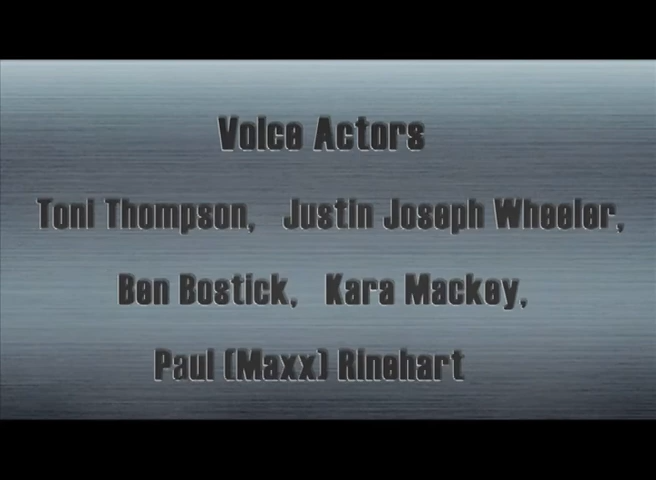 Voice Actors
Toni Thompson, Justin Joseph Wheeler,
Ben Bostick, Kara Mackey,
Paul (Maxx) Rinehart